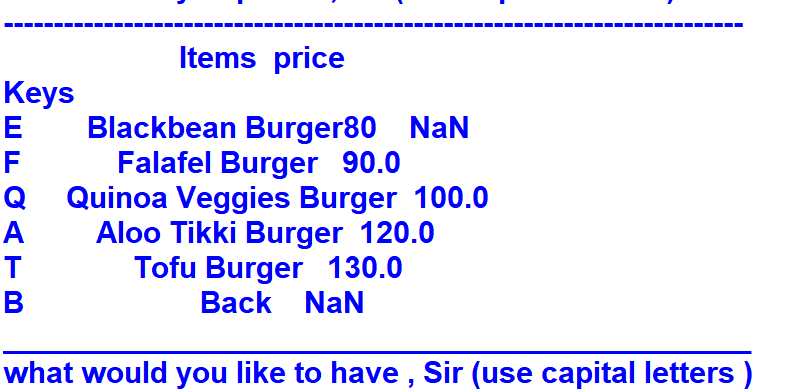 Items price
Keys
E Blackbean Burger80 NaN
F Falafel Burger 90.0
Q Quinoa Veggies Burger 100.0
A Aloo Tikki Burger 120.0
T Tofu Burger 130.0
B Back NaN
what would you like to have , Sir (use capital letters )